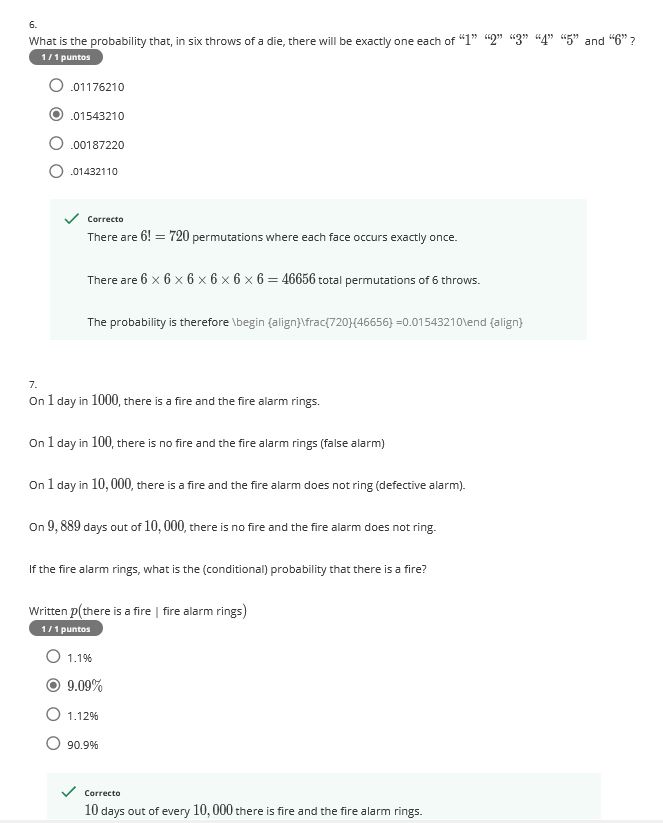 6.
What is the probability that, in six throws of a die, there will be exactly one each of “1” “2” “3” “4” “5” and “6” ?
1 / 1 puntos
.01176210
.01543210
.00187220
.01432110
Correcto
There are 6! = 720 permutations where each face occurs exactly once.
There are 6 × 6 × 6 × 6 × 6 × 6 = 46656 total permutations of 6 throws.
The probability is therefore \begin {align}\frac{720}{46656} =0.01543210\end {align}
7.
On 1 day in 1000, there is a fire and the fire alarm rings.
On 1 day in 100, there is no fire and the fire alarm rings (false alarm)
On 1 day in 10, 000, there is a fire and the fire alarm does not ring (defective alarm).
On 9, 889 days out of 10, 000, there is no fire and the fire alarm does not ring.
If the fire alarm rings, what is the (conditional) probability that there is a fire?
Written p(there is a fire | fire alarm rings)
1 / 1 puntos
1.1%
9.09%
1.12%
90.9%
Correcto
10 days out of every 10, 000 there is fire and the fire alarm rings.